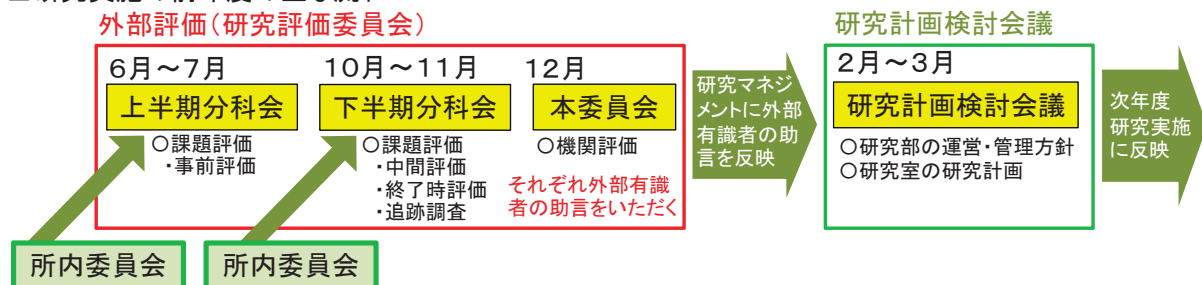 外部評価(研究評価委員会)
6月～7月
上半期分科会
○課題評価
・事前評価
10月～11月
下半期分科会
○課題評価
・中間評価
・終了時評価
・追跡調査
12月
本委員会
○機関評価
それぞれ外部有識
者の助言をいただく
所内委員会
所内委員会
研究マネジ
メントに外部
有識者の助
言を反映
研究計画検討会議
2月～3月
研究計画検討会議
○研究部の運営・管理方針
○研究室の研究計画
次年度
研究実施
に反映